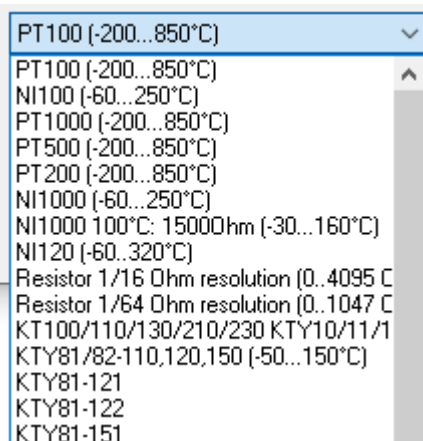 PT100 (-200...850°C)
PT100 (-200...850°C)
NI100 (-60...250°C)
PT1000 (-200...850°C)
PT500 (-200...850°C)
PT200 (-200...850°C)
NI1000 (-60...250°C)
NI1000 100°C: 1500Ohm (-30...160°C)
NI120 (-60..320°C)
Resistor 1/16 Ohm resolution (0..4095 O
Resistor 1/64 Ohm resolution (0..1047 O
KT100/110/130/210/230 KTY10/11/1
KTY81/82-110,120,150 (-50...150°C)
KTY81-121
KTY81-122
KTY81-151